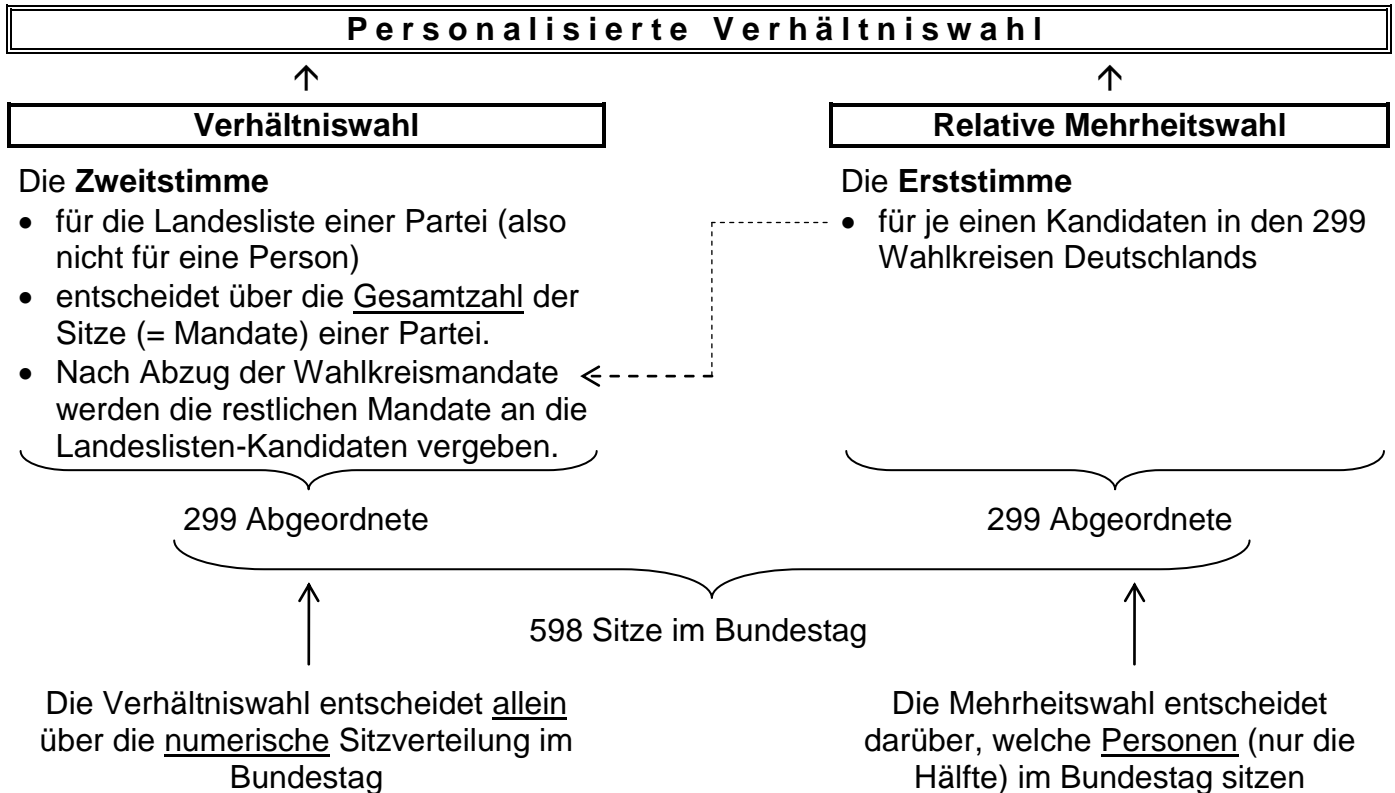 Personalisierte Verhältniswahl
Verhältniswahl
Die Zweitstimme
• für die Landesliste einer Partei (also
nicht für eine Person)
• entscheidet über die Gesamtzahl der
Sitze (= Mandate) einer Partei.
• Nach Abzug der Wahlkreismandate
werden die restlichen Mandate an die
Landeslisten-Kandidaten vergeben.
299 Abgeordnete
Relative Mehrheitswahl
Die Erststimme
• für je einen Kandidaten in den 299
Wahlkreisen Deutschlands
299 Abgeordnete
598 Sitze im Bundestag
Die Verhältniswahl entscheidet allein
über die numerische Sitzverteilung im
Bundestag
Die Mehrheitswahl entscheidet
darüber, welche Personen (nur die
Hälfte) im Bundestag sitzen